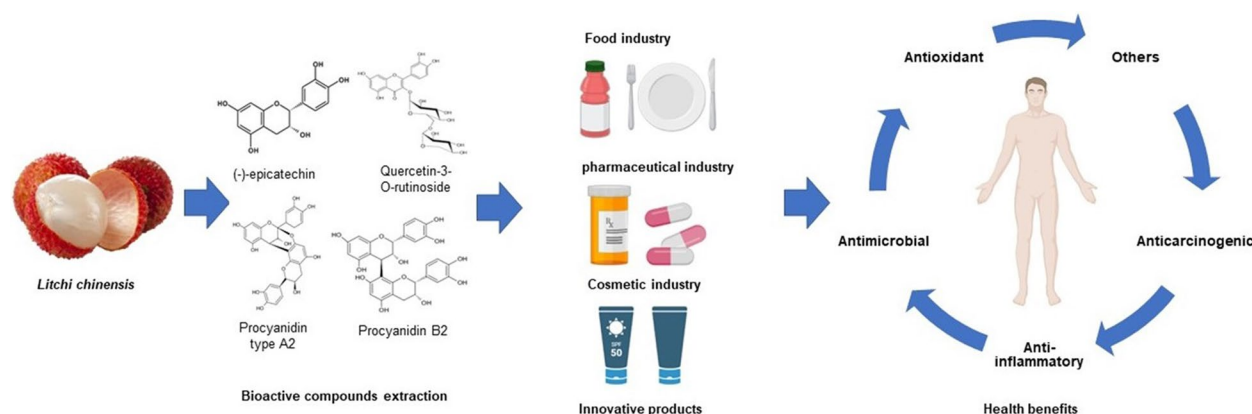 Litchi chinensis
(-)-epicatechin
Quercetin-3-
O-rutinoside
Procyanidin
type A2
Procyanidin B2
Bioactive compounds extraction
Food industry
pharmaceutical industry
Rx
Cosmetic industry
SPF
50
Innovative products
Antioxidant
Others
Antimicrobial
Anticarcinogenic
Anti-
inflammatory
Health benefits